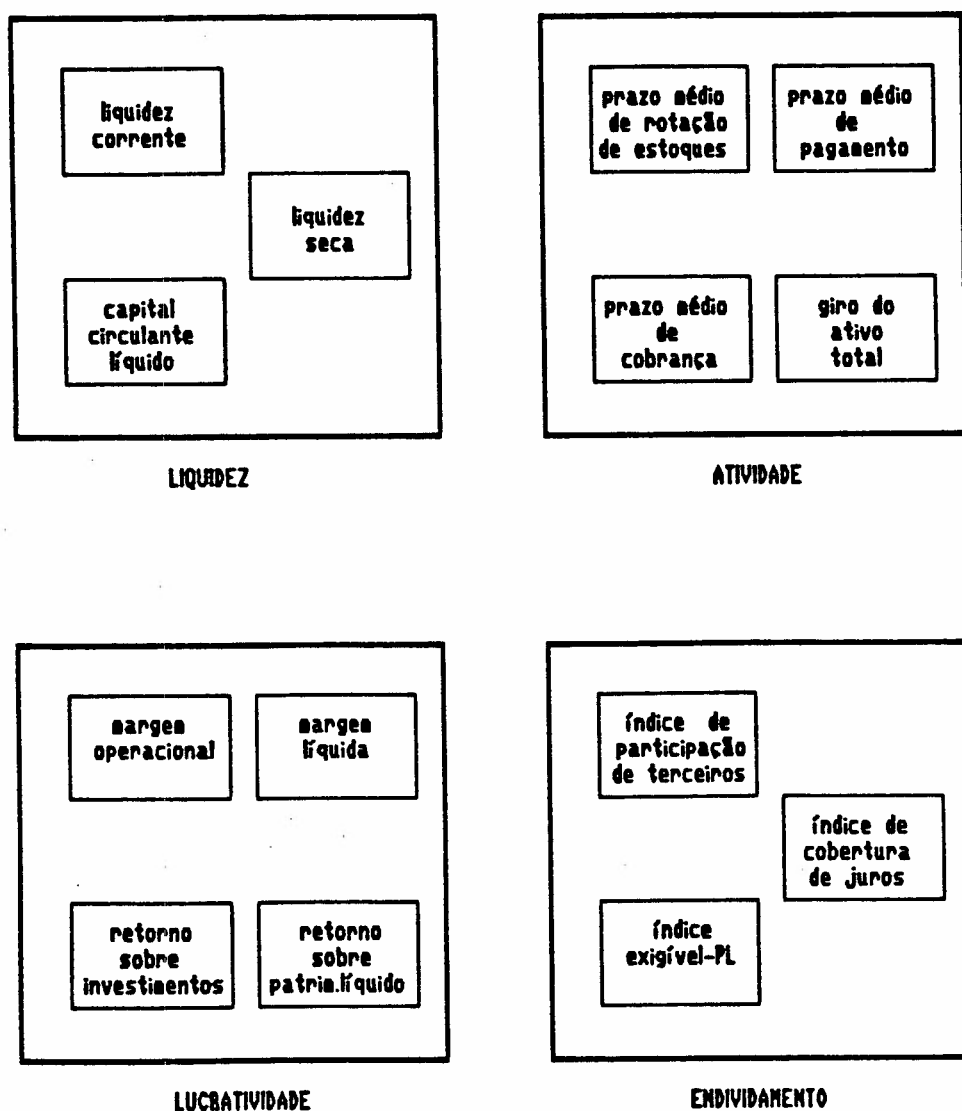 liquidez
corrente
liquidez
seca
capital
circulante
líquido
LIQUIDEZ
prazo médio
de rotação
de estoques
prazo médio
de
pagamento
prazo médio
de
cobrança
giro do
ativo
total
ATIVIDADE
margem
operacional
margem
líquida
retorno
sobre
investimentos
retorno
sobre
patrim.líquido
LUCRATIVIDADE
índice de
participação
de terceiros
índice de
cobertura
de juros
índice
exigível-PL
ENDIVIDAMENTO